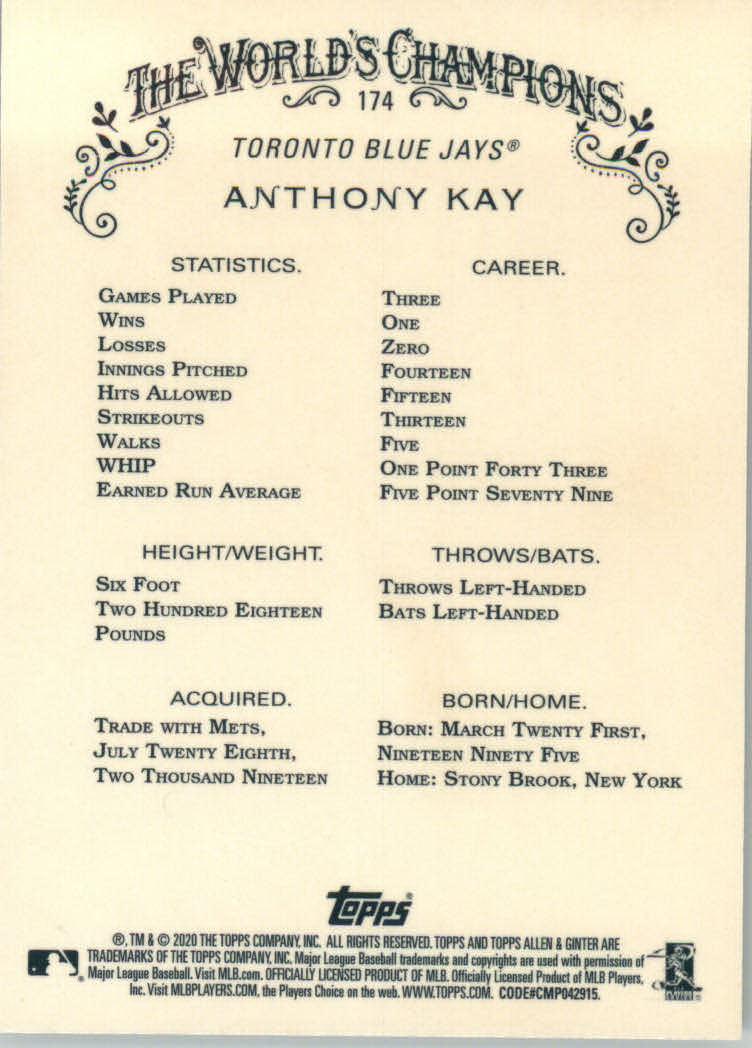 THE WORLD'S CHAMPIONS
174
TORONTO BLUE JAYS®
ANTHONY KAY
STATISTICS. CAREER.
GAMES PLAYED THREE
WINS ONE
LOSSES ZERO
INNINGS PITCHED FOURTEEN
HITS ALLOWED FIFTEEN
STRIKEOUTS THIRTEEN
WALKS FIVE
WHIP ONE POINT FORTY THREE
EARNED RUN AVERAGE FIVE POINT SEVENTY NINE
HEIGHT/WEIGHT.
SIX FOOT
TWO HUNDRED EIGHTEEN
POUNDS
THROWS/BATS.
THROWS LEFT-HANDED
BATS LEFT-HANDED
ACQUIRED.
TRADE WITH METS,
JULY TWENTY EIGHTH,
TWO THOUSAND NINETEEN
BORN/HOME.
BORN: MARCH TWENTY FIRST,
NINETEEN NINETY FIVE
HOME: STONY BROOK, NEW YORK
Topps®
®, TM & © 2020 THE TOPPS COMPANY, INC. ALL RIGHTS RESERVED. TOPPS AND TOPPS ALLEN & GINTER ARE
TRADEMARKS OF THE TOPPS COMPANY, INC. Major League Baseball trademarks and copyrights are used with permission of
Major League Baseball. Visit MLB.com. OFFICIALLY LICENSED PRODUCT OF MLB. Officially Licensed Product of MLB Players,
Inc. Visit MLBPLAYERS.COM, the Players Choice on the web. WWW.TOPPS.COM. CODE#CMP042915.